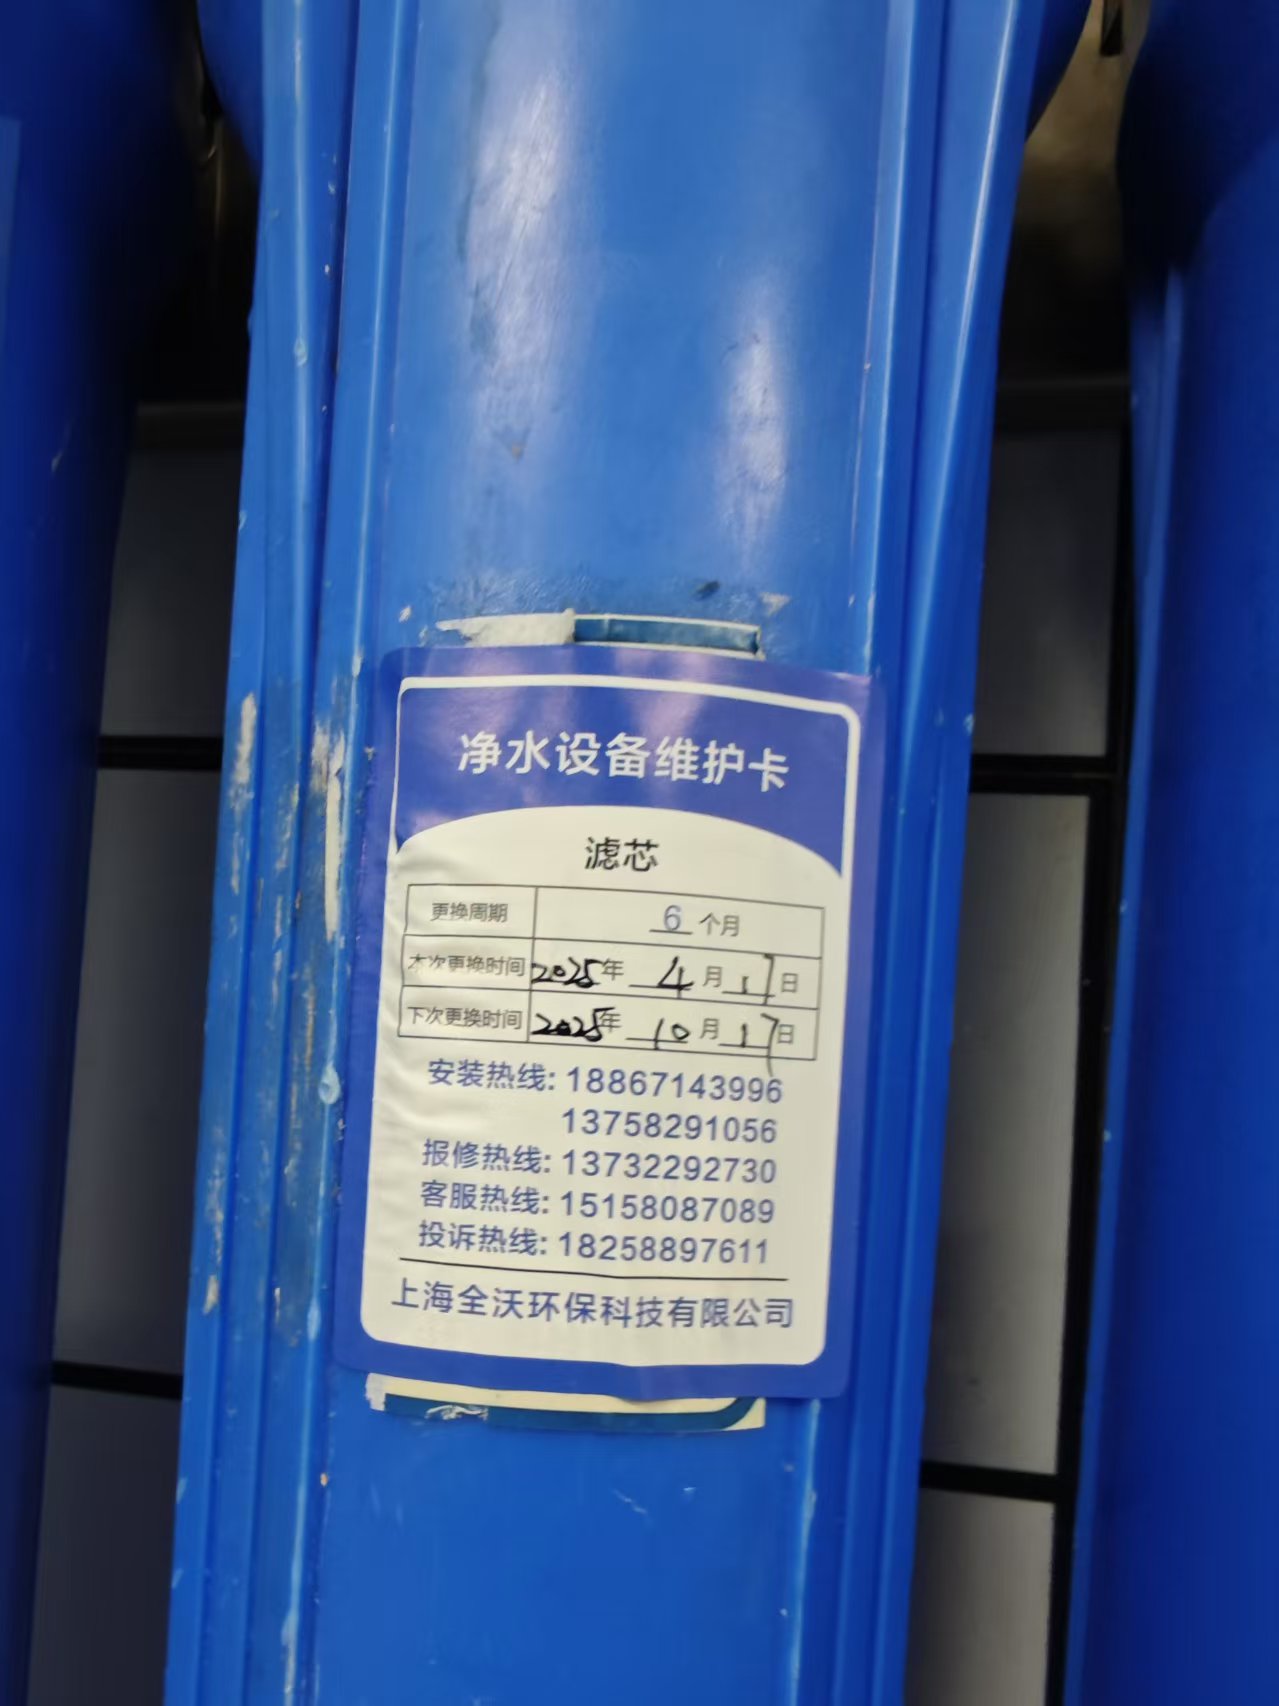 净水设备维护卡
滤芯
更换周期 6 个月
本次更换时间 2025年 4 月 17日
下次更换时间 2025年 10 月 17日
安装热线: 18867143996
13758291056
报修热线: 13732292730
客服热线: 15158087089
投诉热线: 18258897611
上海全沃环保科技有限公司